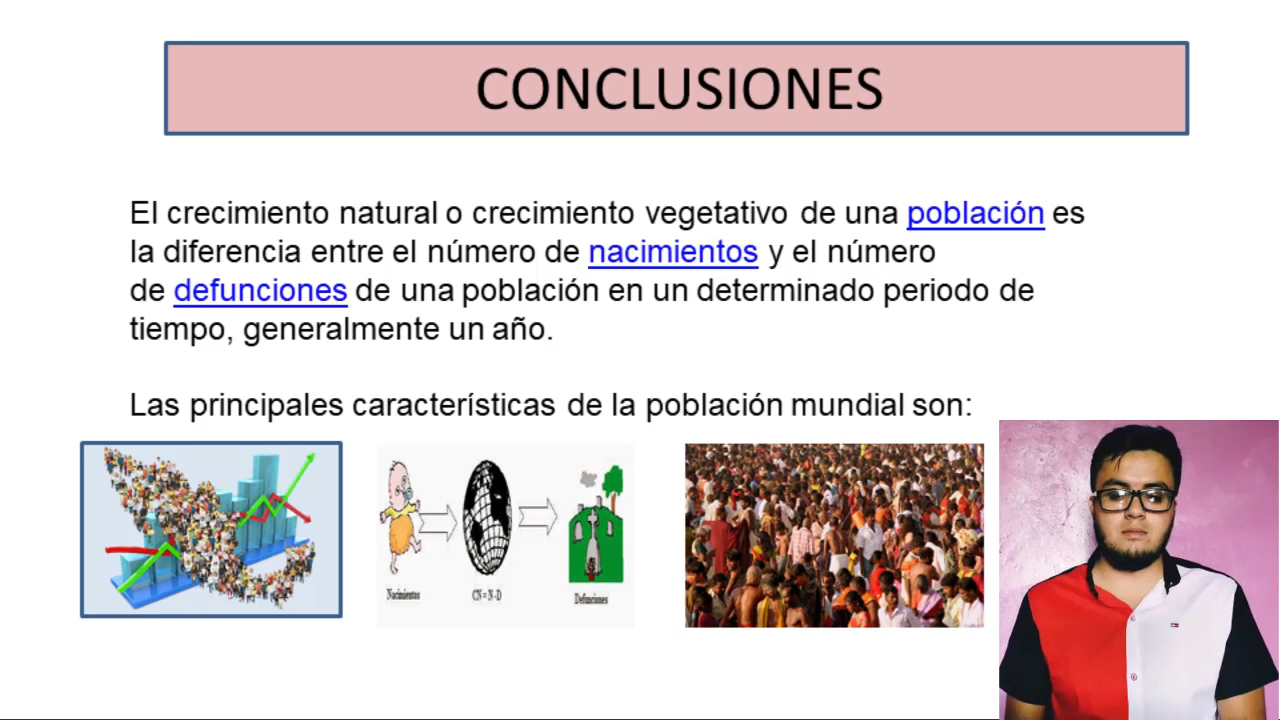 CONCLUSIONES
El crecimiento natural o crecimiento vegetativo de una población es
la diferencia entre el número de nacimientos y el número
de defunciones de una población en un determinado periodo de
tiempo, generalmente un año.
Las principales características de la población mundial son:
Nacimientos
CN = N - D
Defunciones